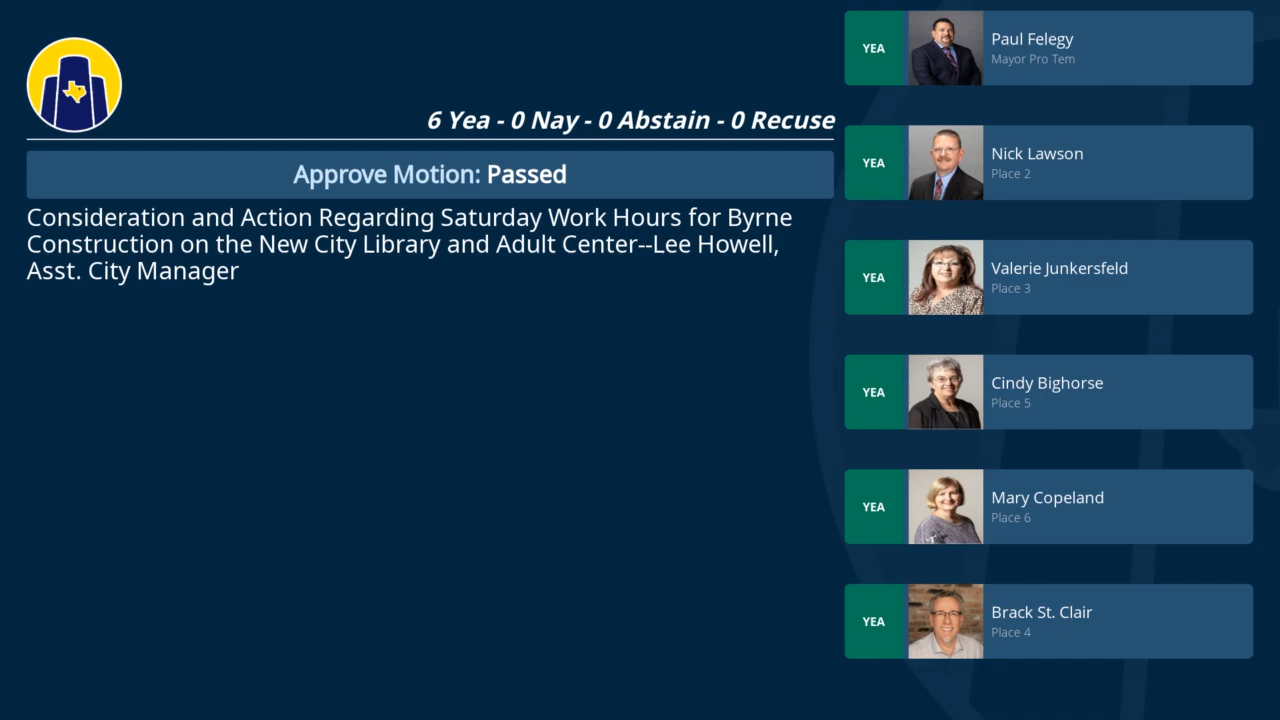 6 Yea - 0 Nay - 0 Abstain - 0 Recuse
Approve Motion: Passed
Consideration and Action Regarding Saturday Work Hours for Byrne
Construction on the New City Library and Adult Center--Lee Howell,
Asst. City Manager
YEA
Paul Felegy
Mayor Pro Tem
YEA
Nick Lawson
Place 2
YEA
Valerie Junkersfeld
Place 3
YEA
Cindy Bighorse
Place 5
YEA
Mary Copeland
Place 6
YEA
Brack St. Clair
Place 4